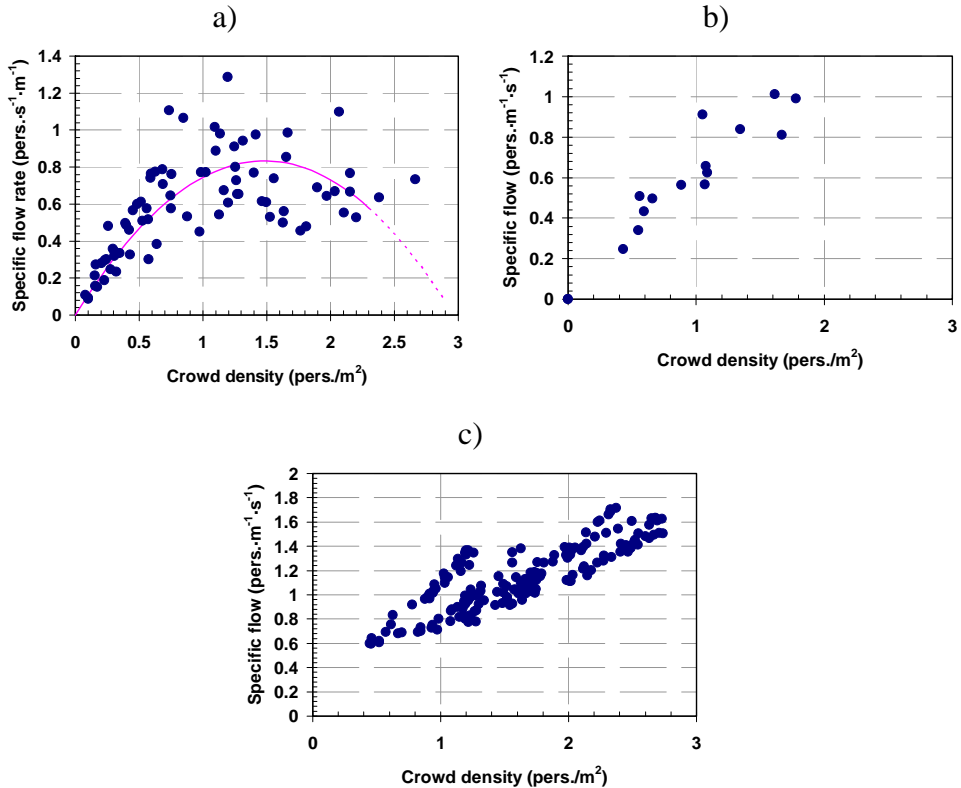 a)
Specific flow rate (pers.·s⁻¹·m⁻¹)
1.4
1.2
1
0.8
0.6
0.4
0.2
0
0 0.5 1 1.5 2 2.5 3
Crowd density (pers./m²)
b)
Specific flow (pers.·m⁻¹·s⁻¹)
1.2
1
0.8
0.6
0.4
0.2
0
0 1 2 3
Crowd density (pers./m²)
c)
Specific flow (pers.·m⁻¹·s⁻¹)
2
1.8
1.6
1.4
1.2
1
0.8
0.6
0.4
0.2
0
0 1 2 3
Crowd density (pers./m²)